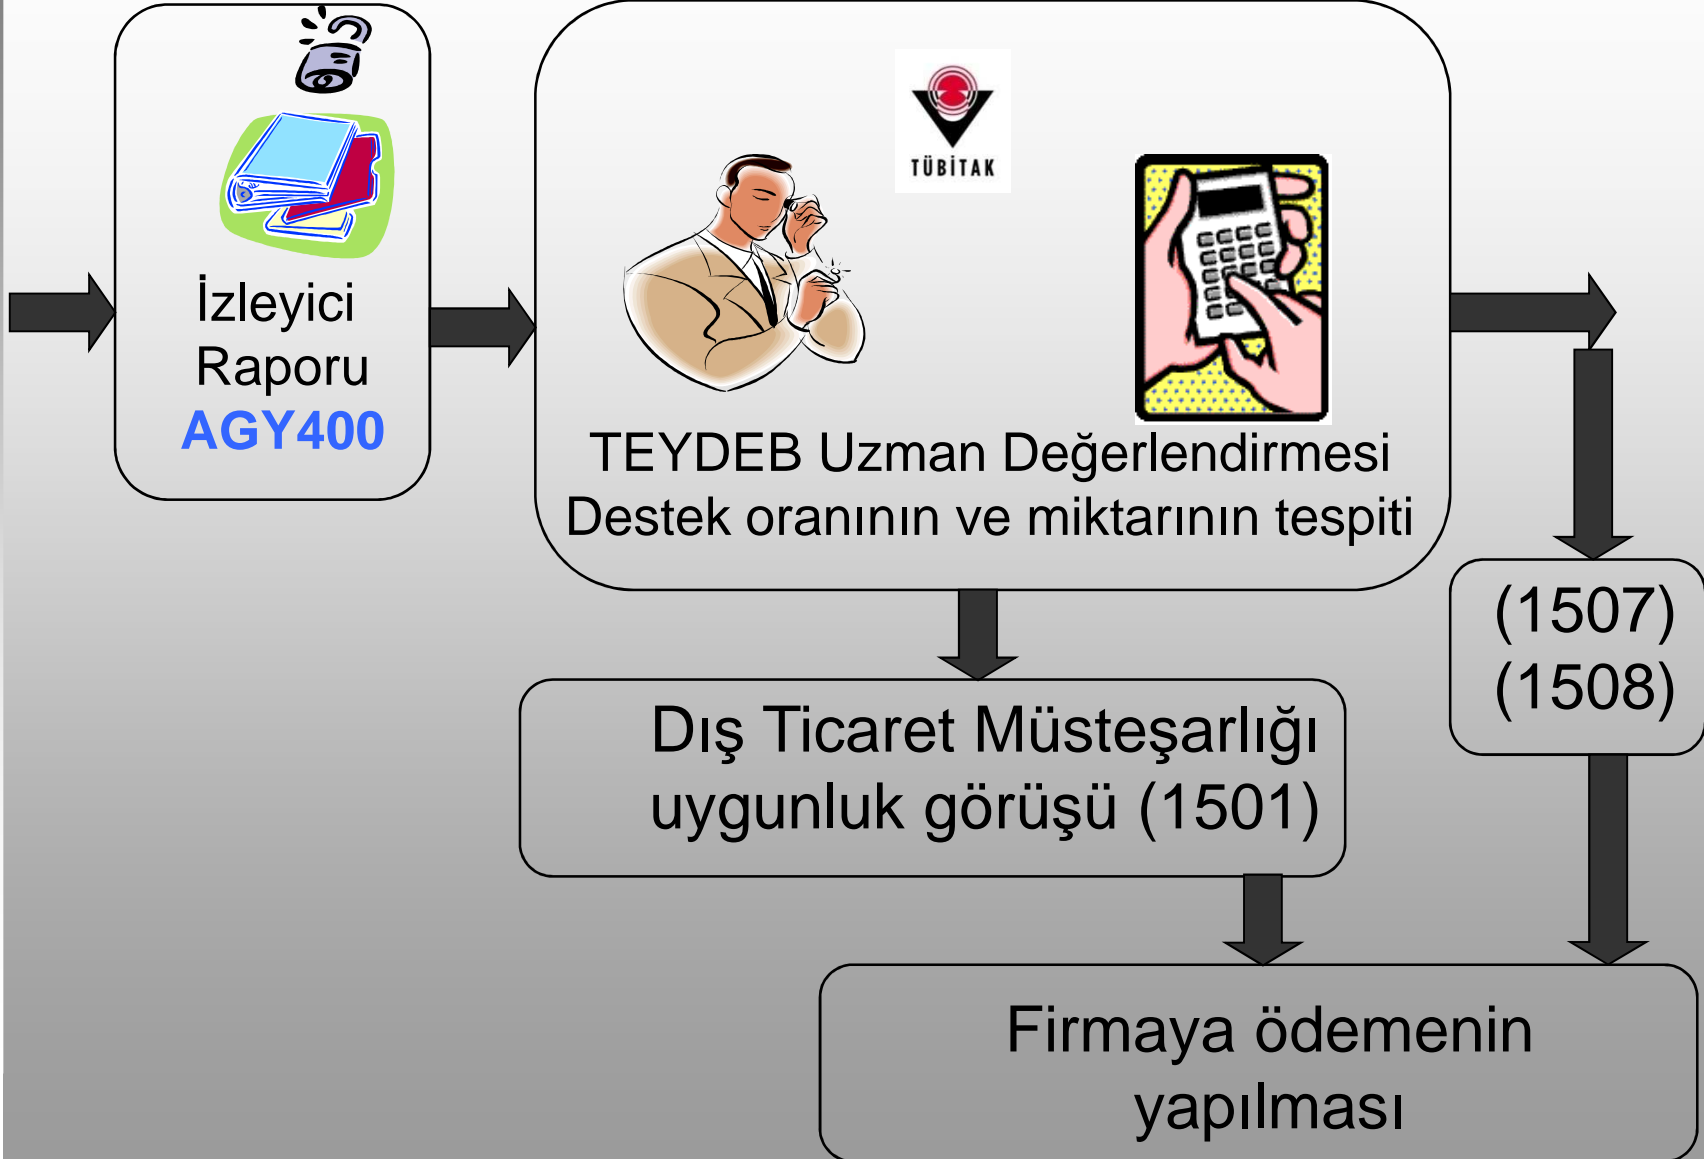 İzleyici
Raporu
AGY400
TÜBİTAK
TEYDEB Uzman Değerlendirmesi
Destek oranının ve miktarının tespiti
(1507)
(1508)
Dış Ticaret Müsteşarlığı
uygunluk görüşü (1501)
Firmaya ödemenin
yapılması